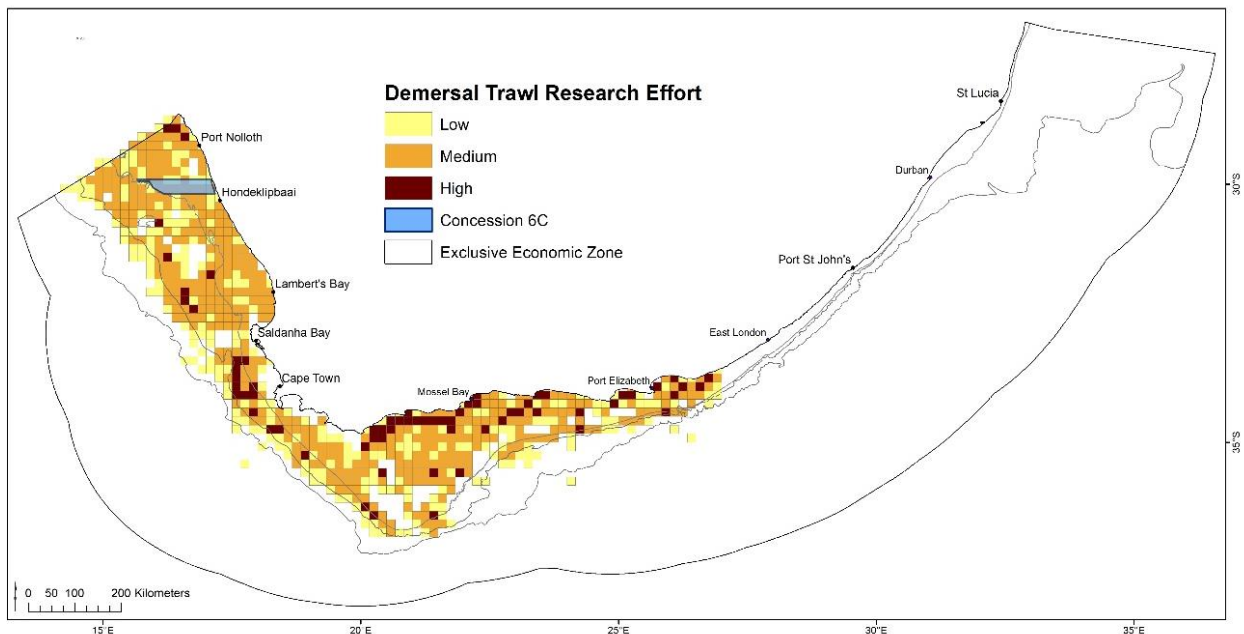 St Lucia
Demersal Trawl Research Effort
Low
Medium
High
Concession 6C
Exclusive Economic Zone
Port Nolloth
Hondeklipbaai
Lambert's Bay
Saldanha Bay
Cape Town
Mossel Bay
Port Elizabeth
East London
Port St John's
Durban
30°S
35°S
0 50 100 200 Kilometers
15°E
20°E
25°E
30°E
35°E